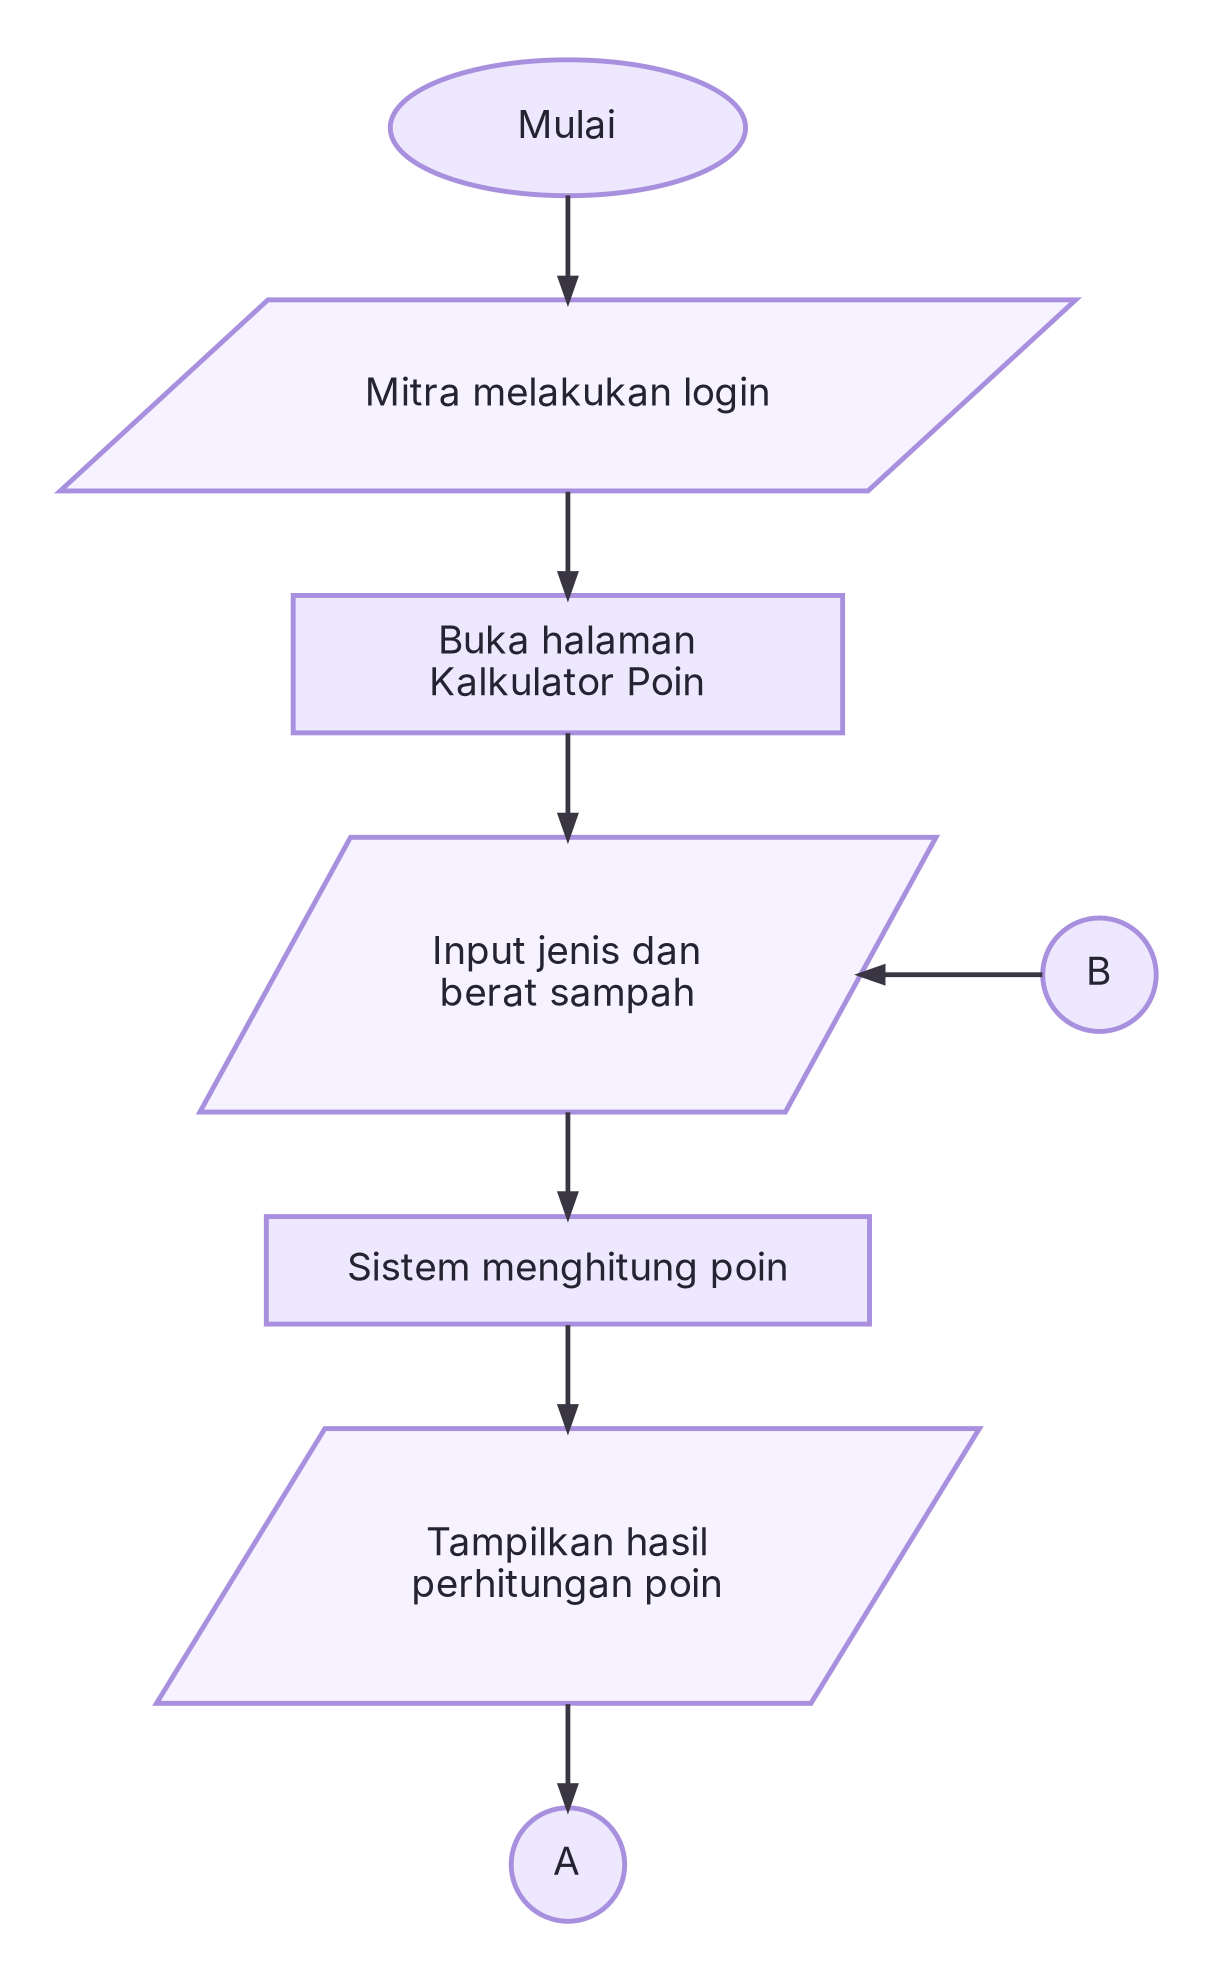 Mulai
Mitra melakukan login
Buka halaman
Kalkulator Poin
Input jenis dan
berat sampah
B
Sistem menghitung poin
Tampilkan hasil
perhitungan poin
A